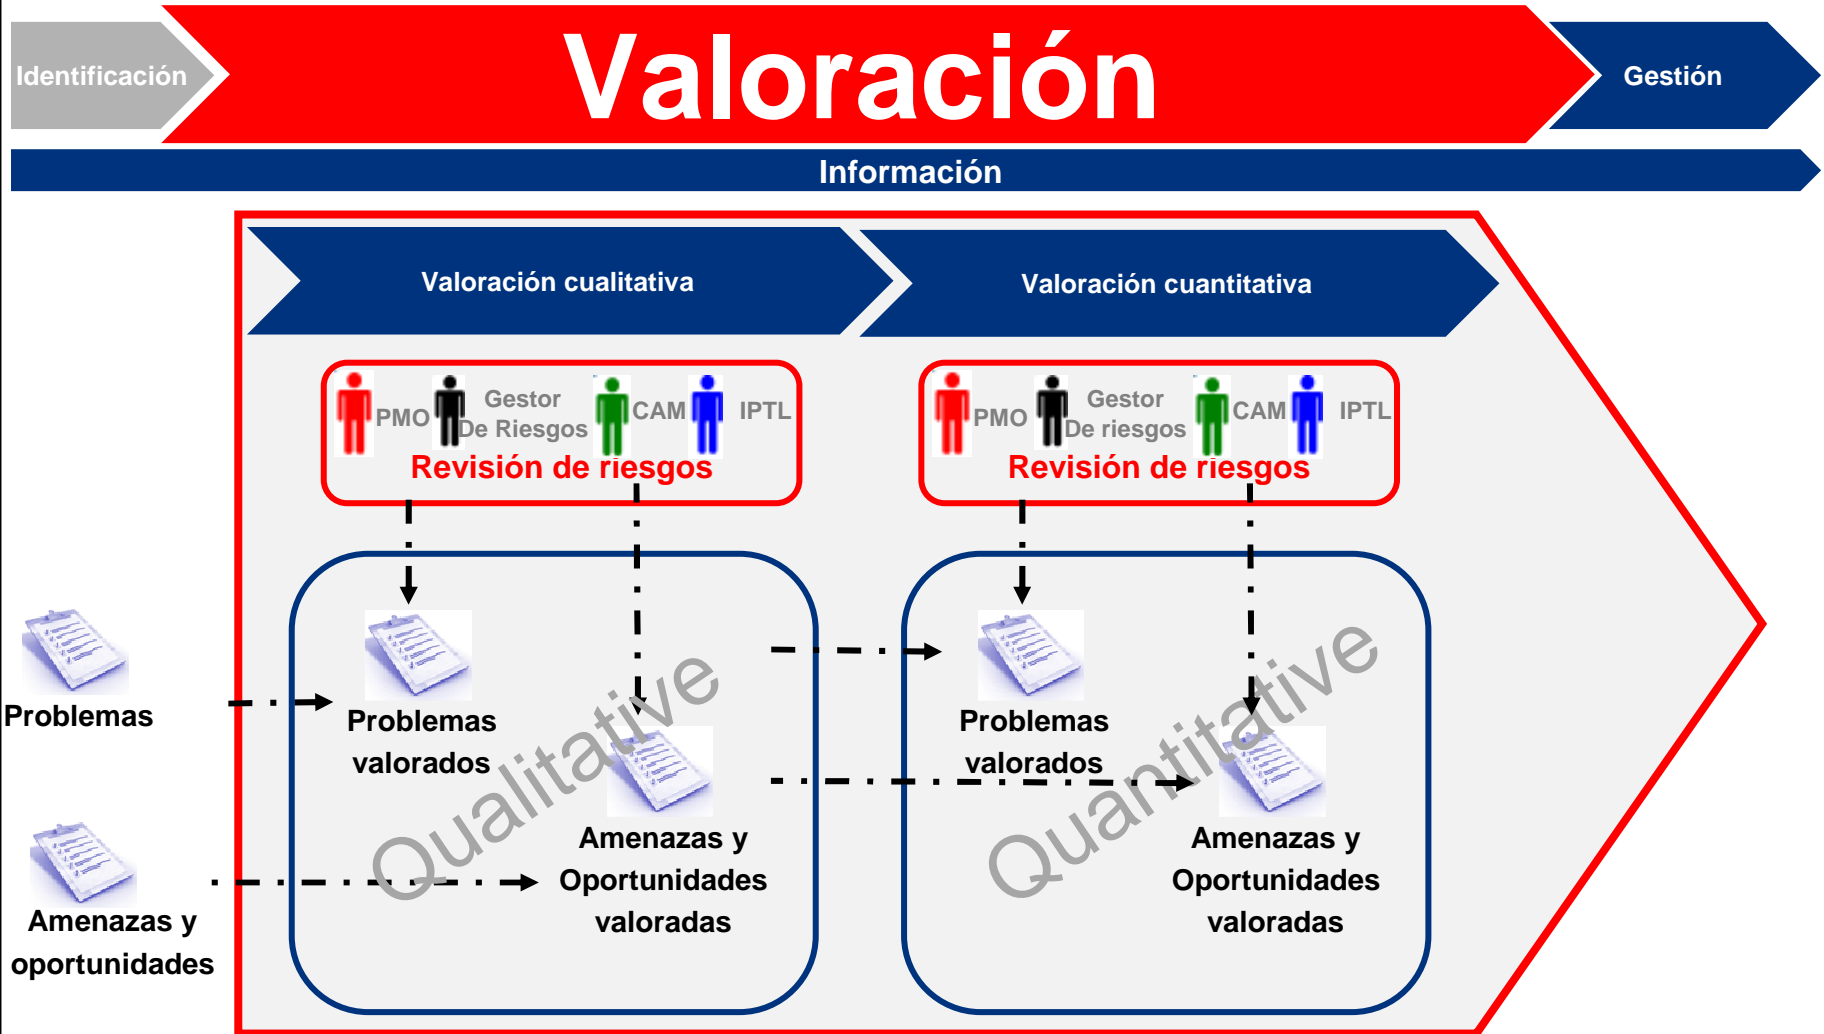 Identificación
Valoración
Gestión
Información
Valoración cualitativa
Valoración cuantitativa
PMO
Gestor
De Riesgos
CAM
IPTL
Revisión de riesgos
PMO
Gestor
De riesgos
CAM
IPTL
Revisión de riesgos
Problemas
Amenazas y
oportunidades
Problemas
valorados
Qualitative
Amenazas y
Oportunidades
valoradas
Problemas
valorados
Quantitative
Amenazas y
Oportunidades
valoradas